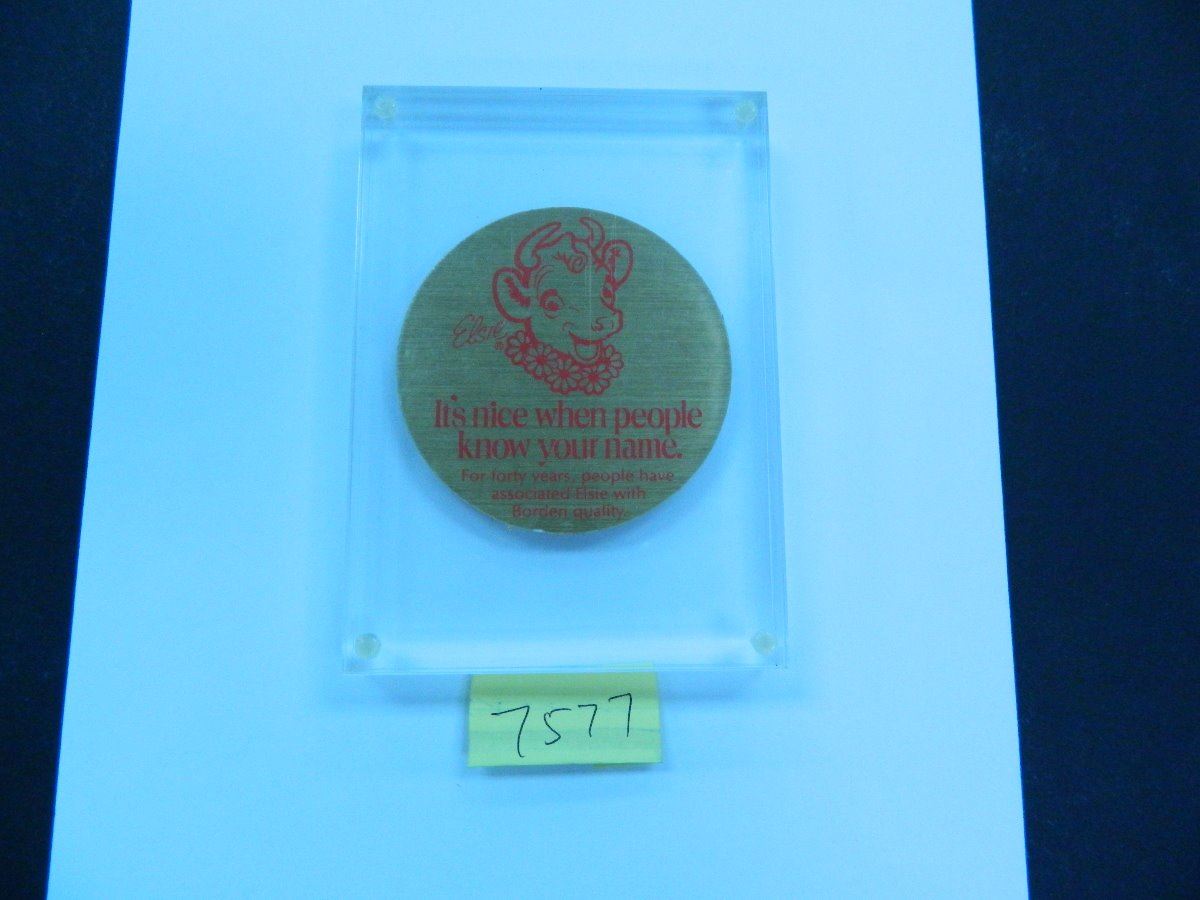 Elsie®
It's nice when people
know your name.
For forty years, people have
associated Elsie with
Borden quality.
7577